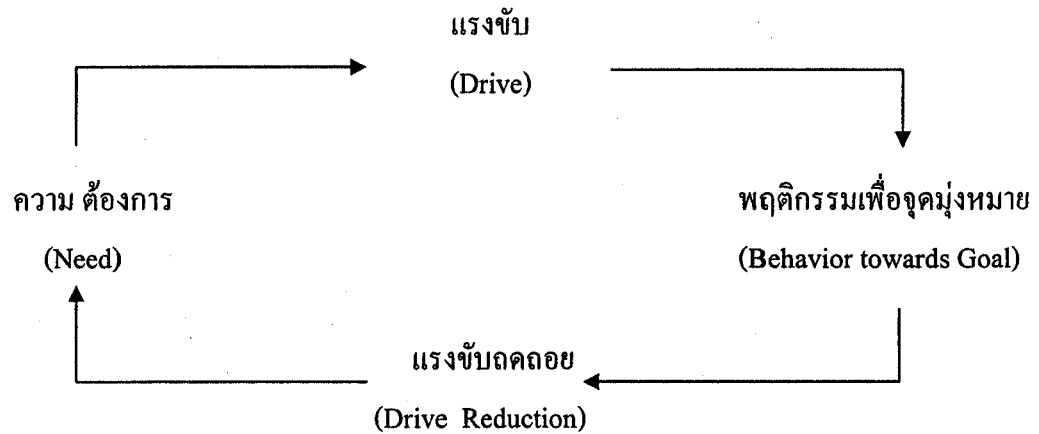 แรงขับ
(Drive)
ความ ต้องการ
(Need)
พฤติกรรมเพื่อจุดมุ่งหมาย
(Behavior towards Goal)
แรงขับถดถอย
(Drive Reduction)